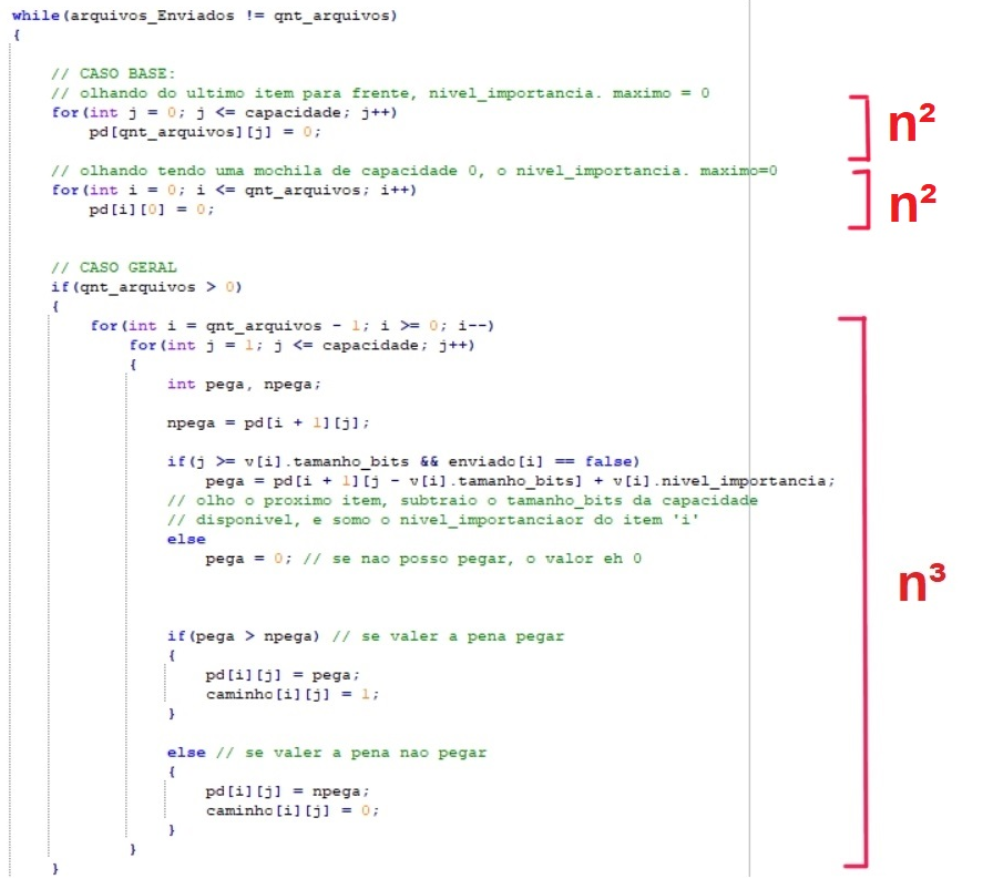 while(arquivos_Enviados != qnt_arquivos)
{
// CASO BASE:
// olhando do ultimo item para frente, nivel_importancia. maximo = 0
for(int j = 0; j <= capacidade; j++)
pd[qnt_arquivos][j] = 0;
n²
// olhando tendo uma mochila de capacidade 0, o nivel_importancia. maximo=0
for(int i = 0; i <= qnt_arquivos; i++)
pd[i][0] = 0;
n²
// CASO GERAL
if(qnt_arquivos > 0)
{
for(int i = qnt_arquivos - 1; i >= 0; i--)
for(int j = 1; j <= capacidade; j++)
{
int pega, npega;
npega = pd[i + 1][j];
if(j >= v[i].tamanho_bits && enviado[i] == false)
pega = pd[i + 1][j - v[i].tamanho_bits] + v[i].nivel_importancia;
// olho o proximo item, subtraio o tamanho_bits da capacidade
// disponivel, e somo o nivel_importanciaor do item 'i'
else
pega = 0; // se nao posso pegar, o valor eh 0
n³
if(pega > npega) // se valer a pena pegar
{
pd[i][j] = pega;
caminho[i][j] = 1;
}
else // se valer a pena nao pegar
{
pd[i][j] = npega;
caminho[i][j] = 0;
}
}
}